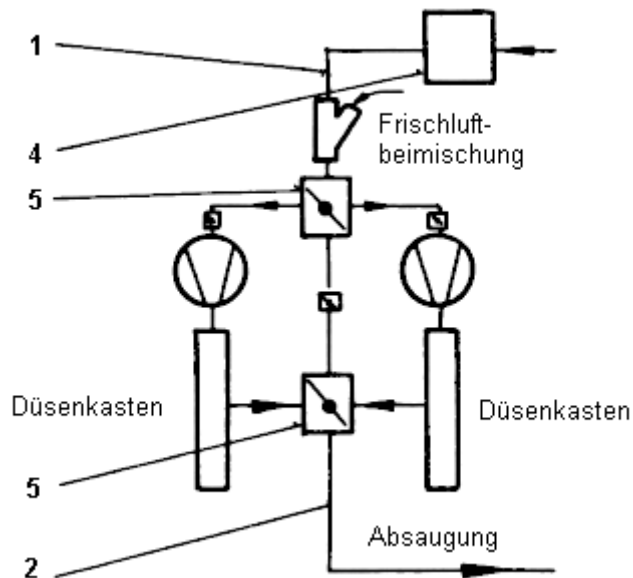 1
4
Frischluft-
beimischung
5
Düsenkasten
Düsenkasten
5
Absaugung
2